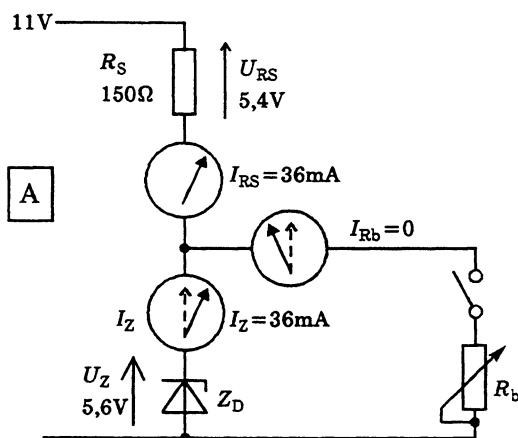 11V
R_S
150Ω
U_RS
5,4V
A
I_RS=36mA
I_Rb=0
I_Z
I_Z=36mA
U_Z
5,6V
Z_D
R_b